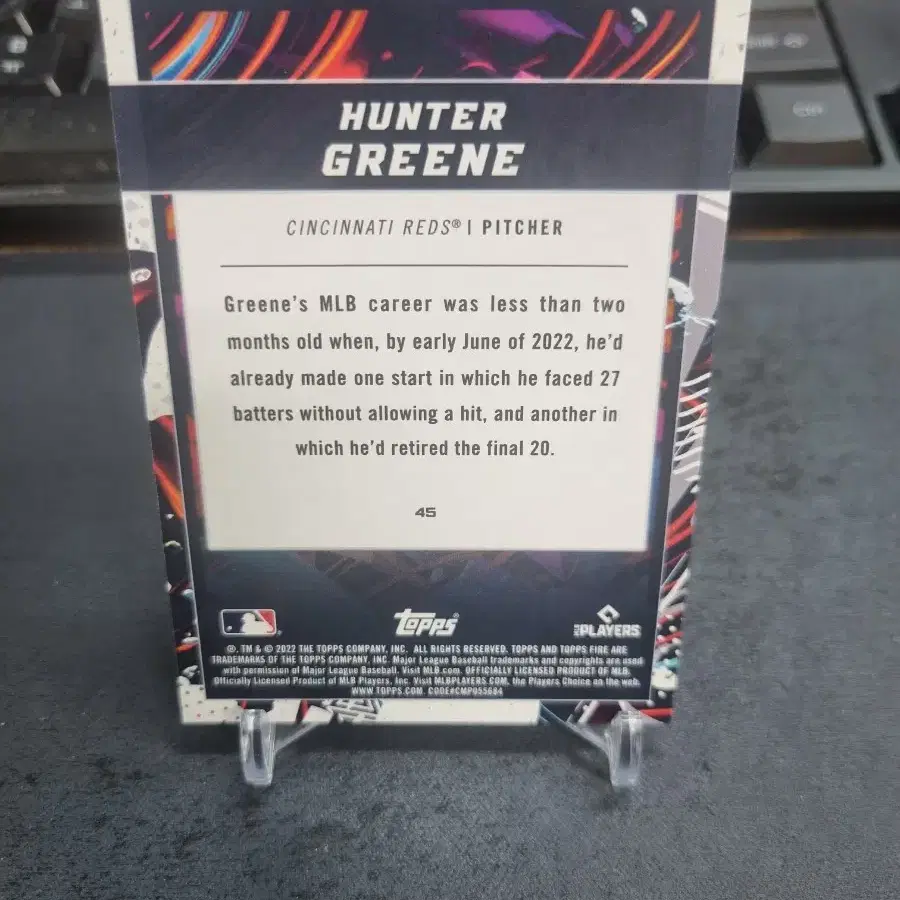 HUNTER
GREENE
CINCINNATI REDS® | PITCHER
Greene's MLB career was less than two
months old when, by early June of 2022, he'd
already made one start in which he faced 27
batters without allowing a hit, and another in
which he'd retired the final 20.
45
Topps®
PLAYERS
®, TM & © 2022 THE TOPPS COMPANY, INC. ALL RIGHTS RESERVED. TOPPS AND TOPPS FIRE ARE
TRADEMARKS OF THE TOPPS COMPANY, INC. Major League Baseball trademarks and copyrights are used
with permission of Major League Baseball. Visit MLB.com. OFFICIALLY LICENSED PRODUCT OF MLB
Officially Licensed Product of MLB Players, Inc. Visit MLBPLAYERS.COM, the Players Choice on the web.
WWW.TOPPS.COM CODE#CMP055684